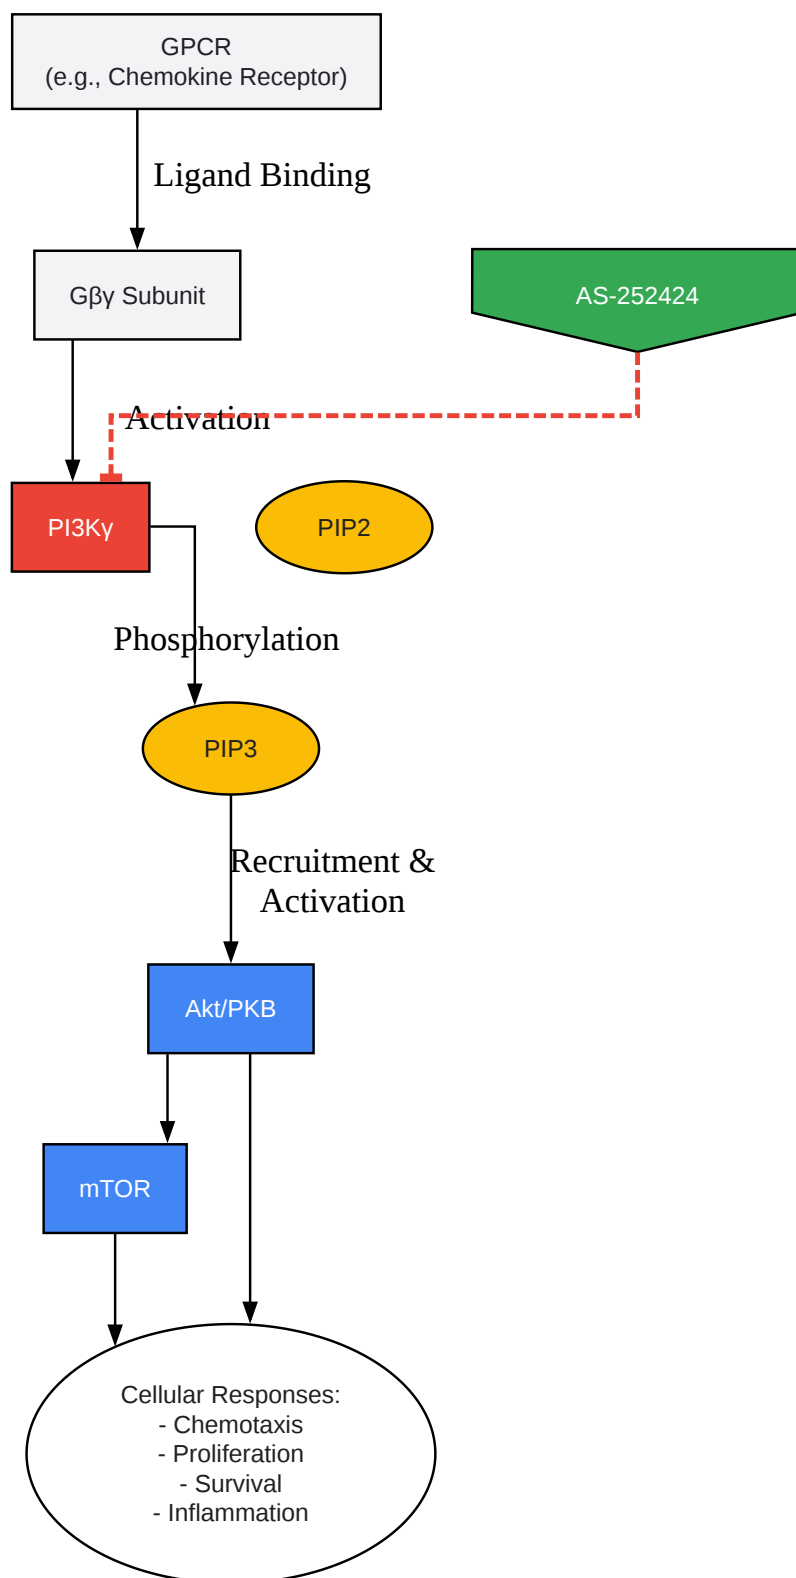 GPCR
(e.g., Chemokine Receptor)
Ligand Binding
Gβγ Subunit
AS-252424
Activation
PI3Kγ
PIP2
Phosphorylation
PIP3
Recruitment &
Activation
Akt/PKB
mTOR
Cellular Responses:
- Chemotaxis
- Proliferation
- Survival
- Inflammation